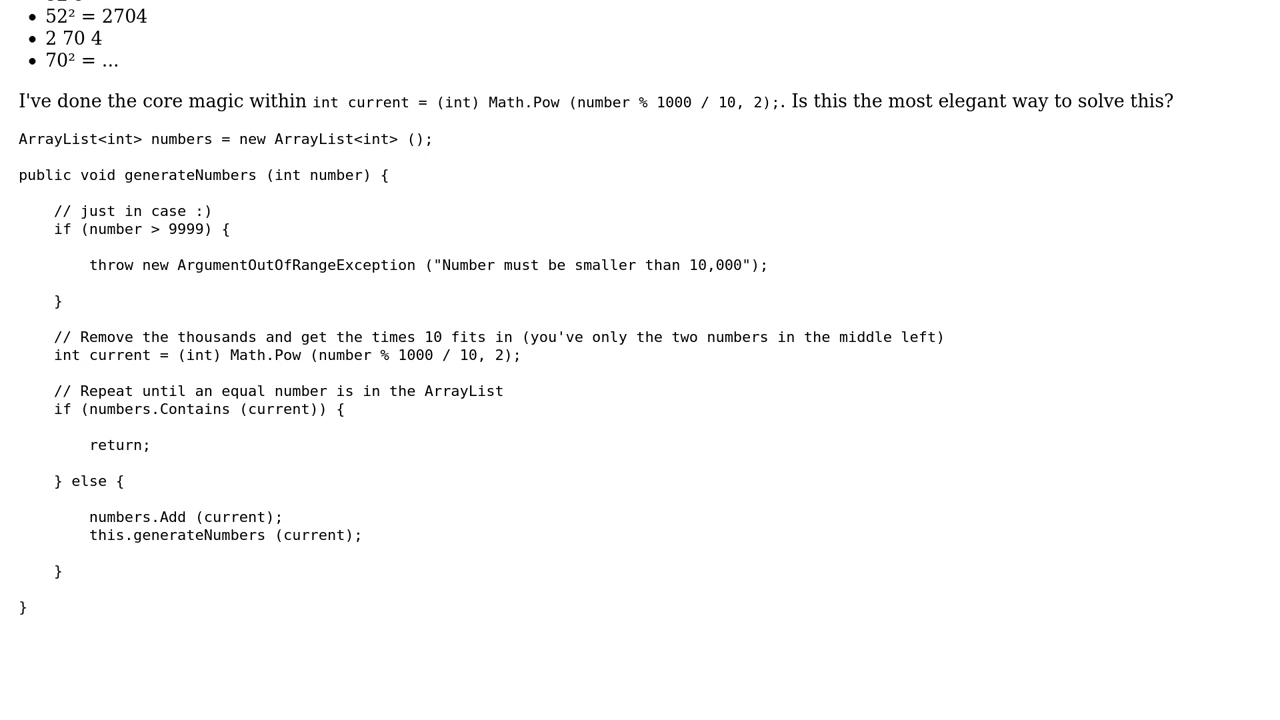 • 52² = 2704
• 2 70 4
• 70² = ...
I've done the core magic within int current = (int) Math.Pow (number % 1000 / 10, 2);. Is this the most elegant way to solve this?
ArrayList<int> numbers = new ArrayList<int> ();
public void generateNumbers (int number) {
// just in case :)
if (number > 9999) {
throw new ArgumentOutOfRangeException ("Number must be smaller than 10,000");
}
// Remove the thousands and get the times 10 fits in (you've only the two numbers in the middle left)
int current = (int) Math.Pow (number % 1000 / 10, 2);
// Repeat until an equal number is in the ArrayList
if (numbers.Contains (current)) {
return;
} else {
numbers.Add (current);
this.generateNumbers (current);
}
}